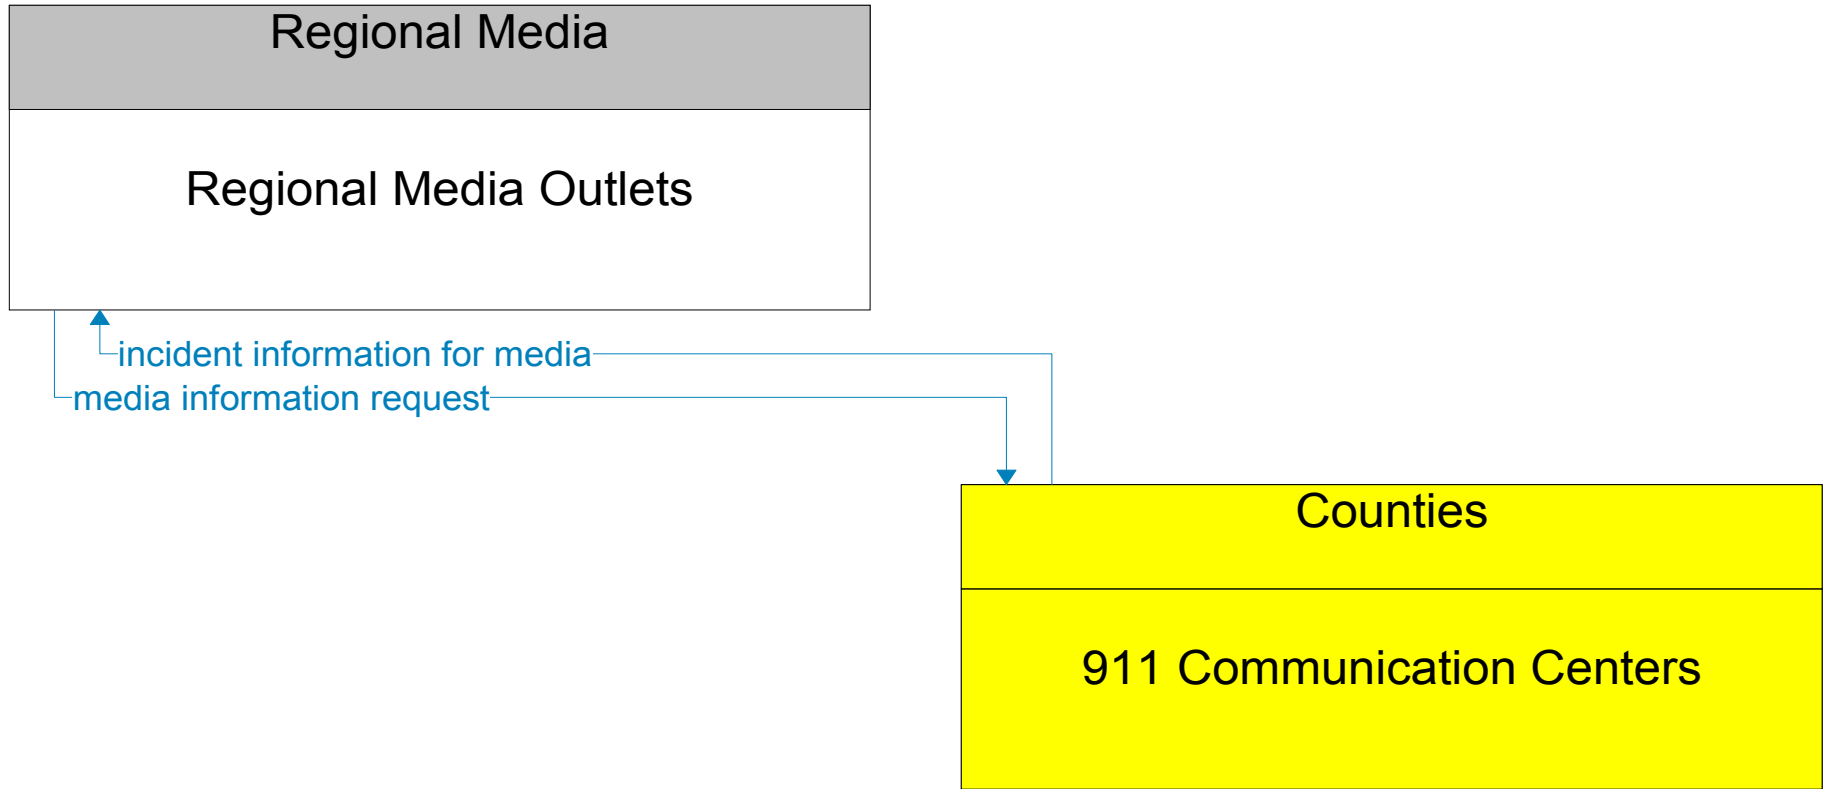 Regional Media
Regional Media Outlets
incident information for media
media information request
Counties
911 Communication Centers